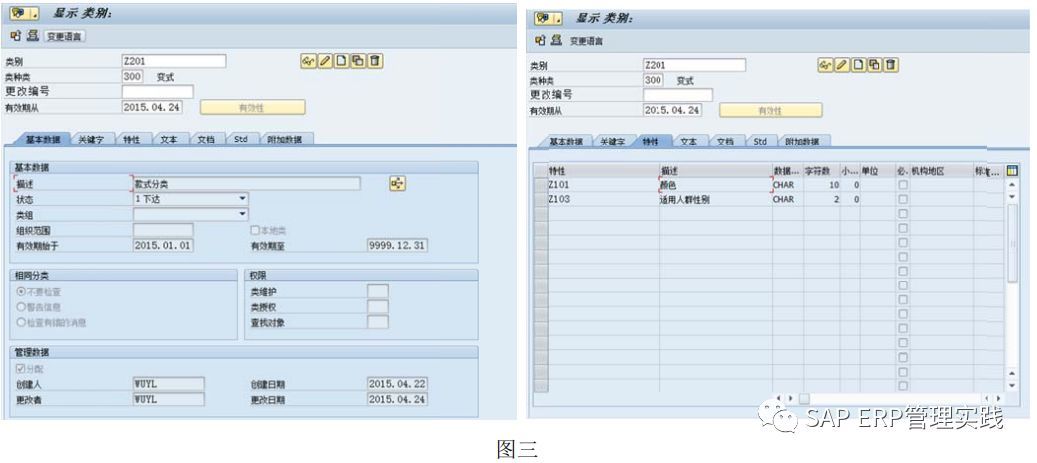 显示 类别:
变更语言
类别 Z201
类种类 300 变式
更改编号
有效期从 2015.04.24 有效性
基本数据 关键字 特性 文本 文档 Std 附加数据
基本数据
描述 款式分类
状态 1 下达
类组
组织范围 本地类
有效期始于 2015.01.01 有效期至 9999.12.31
相同分类 权限
不要检查 类维护
警告信息 类授权
检查有错的消息 查找对象
管理数据
分配
创建人 WUYL 创建日期 2015.04.22
更改者 WUYL 更改日期 2015.04.24
显示 类别:
变更语言
类别 Z201
类种类 300 变式
更改编号
有效期从 2015.04.24 有效性
基本数据 关键字 特性 文本 文档 Std 附加数据
特性 描述 数据... 字符数 小... 单位 必. 机构地区 标准...
Z101 颜色 CHAR 10 0
Z103 适用人群性别 CHAR 2 0
SAP ERP管理实践
图三